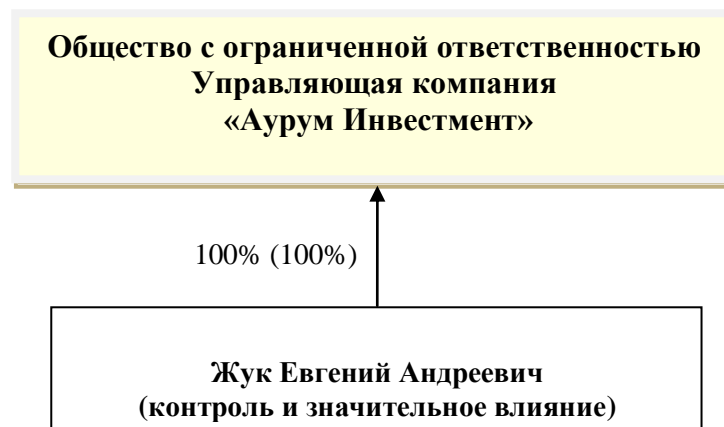 Общество с ограниченной ответственностью
Управляющая компания
«Аурум Инвестмент»
100% (100%)
Жук Евгений Андреевич
(контроль и значительное влияние)